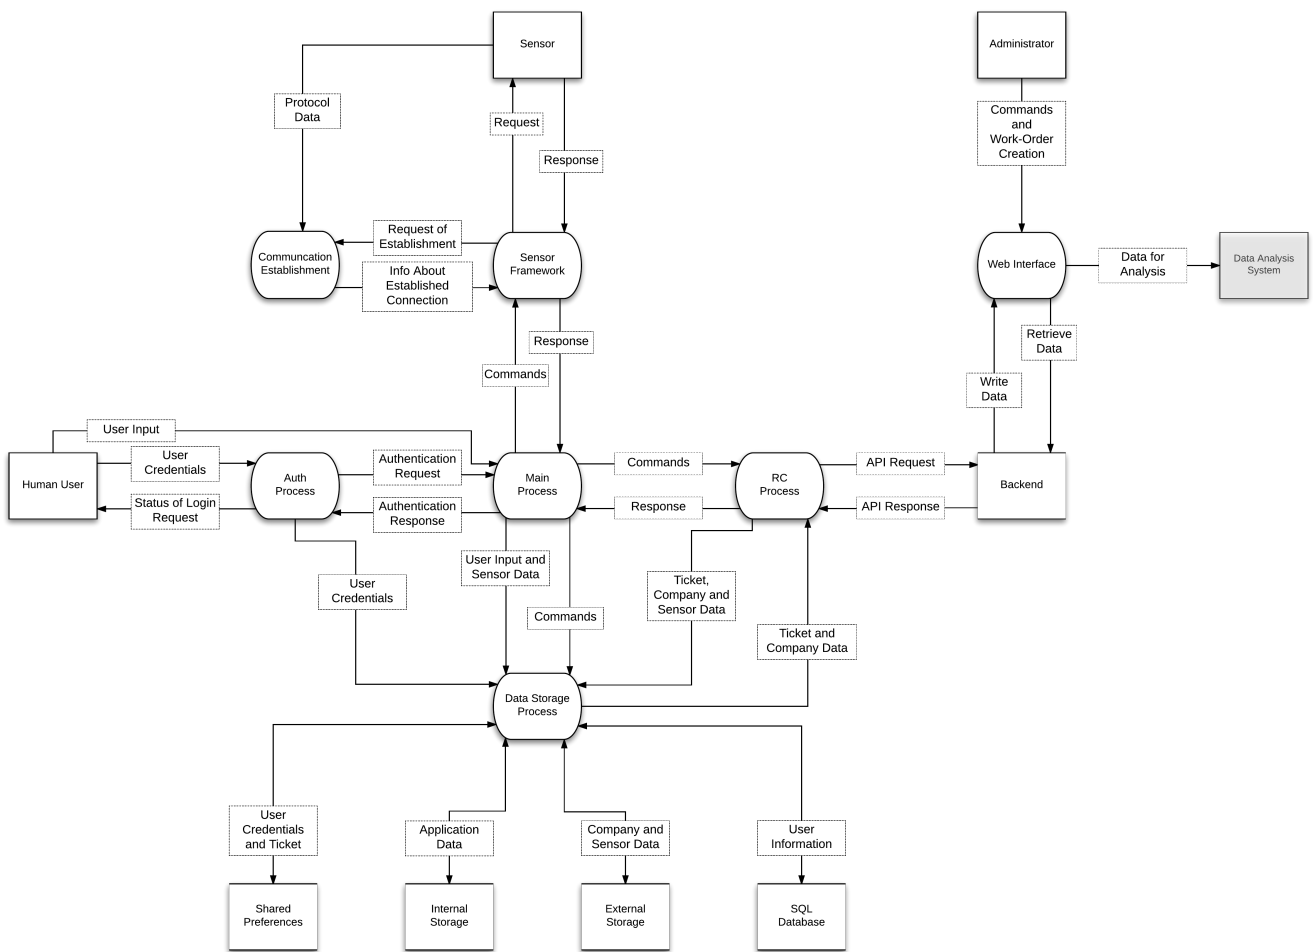 Sensor
Administrator
Protocol
Data
Request
Commands
and
Work-Order
Creation
Response
Request of
Establishment
Communcation
Establishment
Sensor
Framework
Info About
Established
Connection
Web Interface
Data for
Analysis
Data Analysis
System
Response
Retrieve
Data
Commands
Write
Data
User Input
User
Credentials
Authentication
Request
Commands
API Request
Human User
Auth
Process
Main
Process
RC
Process
Backend
Status of Login
Request
Authentication
Response
Response
API Response
User Input and
Sensor Data
User
Credentials
Ticket,
Company and
Sensor Data
Commands
Ticket and
Company Data
Data Storage
Process
User
Credentials
and Ticket
Application
Data
Company and
Sensor Data
User
Information
Shared
Preferences
Internal
Storage
External
Storage
SQL
Database